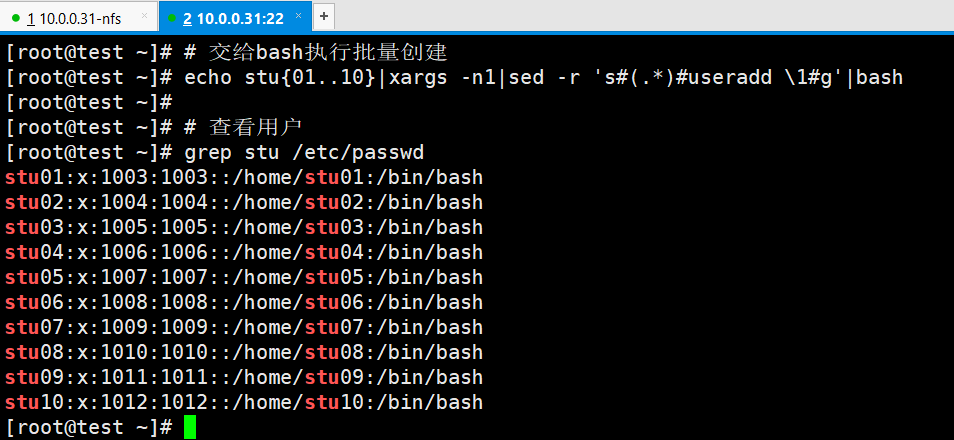 1 10.0.0.31-nfs × 2 10.0.0.31:22 × +
[root@test ~]# # 交给bash执行批量创建
[root@test ~]# echo stu{01..10}|xargs -n1|sed -r 's#(.*)#useradd \1#g'|bash
[root@test ~]#
[root@test ~]# # 查看用户
[root@test ~]# grep stu /etc/passwd
stu01:x:1003:1003::/home/stu01:/bin/bash
stu02:x:1004:1004::/home/stu02:/bin/bash
stu03:x:1005:1005::/home/stu03:/bin/bash
stu04:x:1006:1006::/home/stu04:/bin/bash
stu05:x:1007:1007::/home/stu05:/bin/bash
stu06:x:1008:1008::/home/stu06:/bin/bash
stu07:x:1009:1009::/home/stu07:/bin/bash
stu08:x:1010:1010::/home/stu08:/bin/bash
stu09:x:1011:1011::/home/stu09:/bin/bash
stu10:x:1012:1012::/home/stu10:/bin/bash
[root@test ~]#